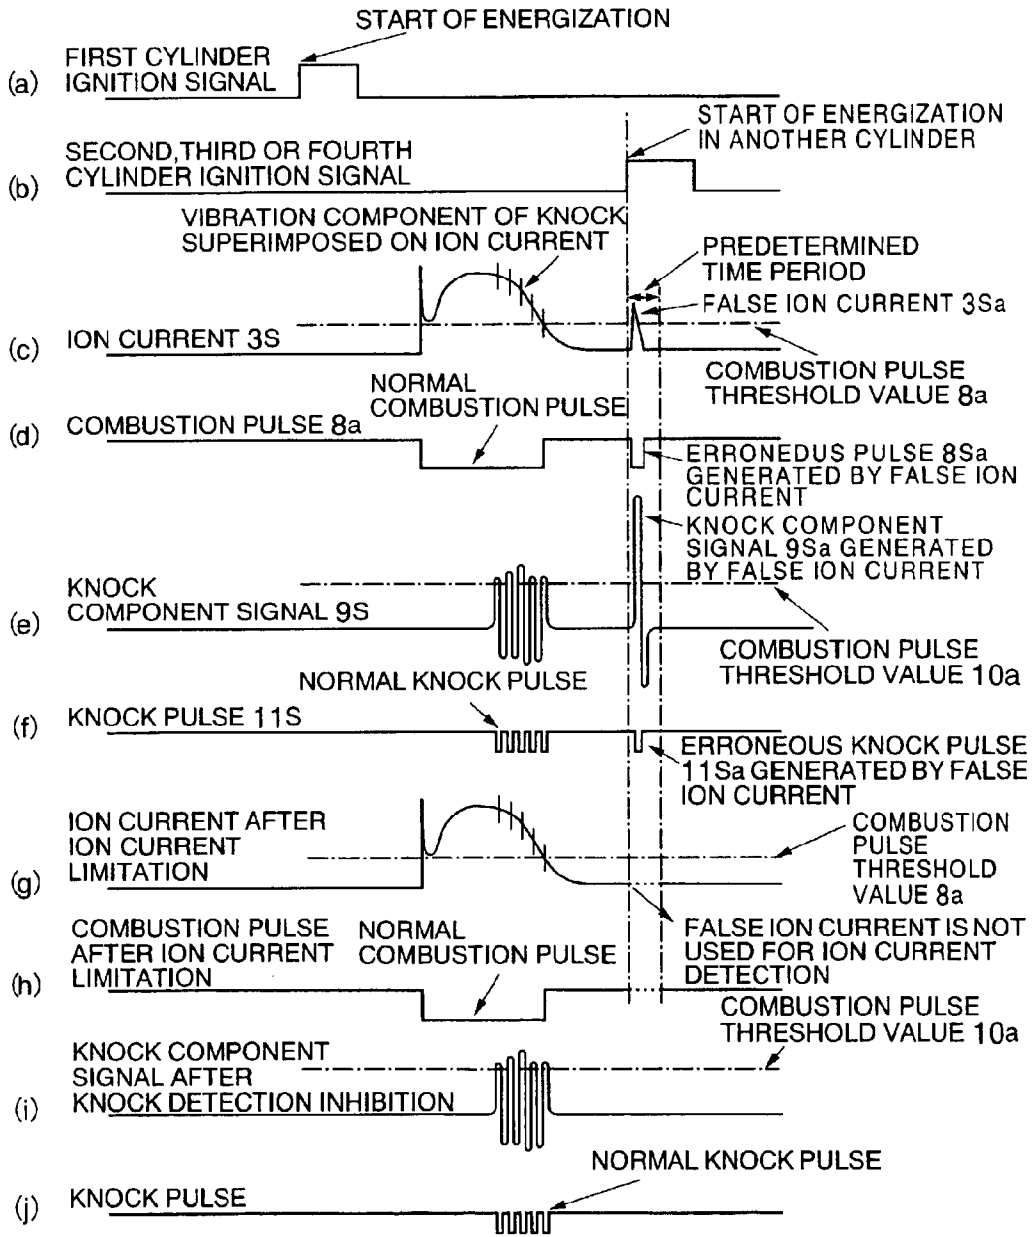 START OF ENERGIZATION
FIRST CYLINDER
(a) IGNITION SIGNAL
START OF ENERGIZATION
IN ANOTHER CYLINDER
SECOND,THIRD OR FOURTH
(b) CYLINDER IGNITION SIGNAL
VIBRATION COMPONENT OF KNOCK
SUPERIMPOSED ON ION CURRENT
PREDETERMINED
TIME PERIOD
FALSE ION CURRENT 3Sa
(c) ION CURRENT 3S
COMBUSTION PULSE
THRESHOLD VALUE 8a
NORMAL
COMBUSTION PULSE
(d) COMBUSTION PULSE 8a
ERRONEDUS PULSE 8Sa
GENERATED BY FALSE ION
CURRENT
KNOCK COMPONENT
SIGNAL 9Sa GENERATED
BY FALSE ION CURRENT
KNOCK
COMPONENT SIGNAL 9S
(e)
COMBUSTION PULSE
THRESHOLD VALUE 10a
NORMAL KNOCK PULSE
(f) KNOCK PULSE 11S
ERRONEOUS KNOCK PULSE
11Sa GENERATED BY FALSE
ION CURRENT
ION CURRENT AFTER
ION CURRENT
(g) LIMITATION
COMBUSTION
PULSE
THRESHOLD
VALUE 8a
COMBUSTION PULSE
AFTER ION CURRENT
(h) LIMITATION
NORMAL
COMBUSTION PULSE
FALSE ION CURRENT IS NOT
USED FOR ION CURRENT
DETECTION
COMBUSTION PULSE
THRESHOLD VALUE 10a
KNOCK COMPONENT
SIGNAL AFTER
(i) KNOCK DETECTION INHIBITION
NORMAL KNOCK PULSE
(j) KNOCK PULSE